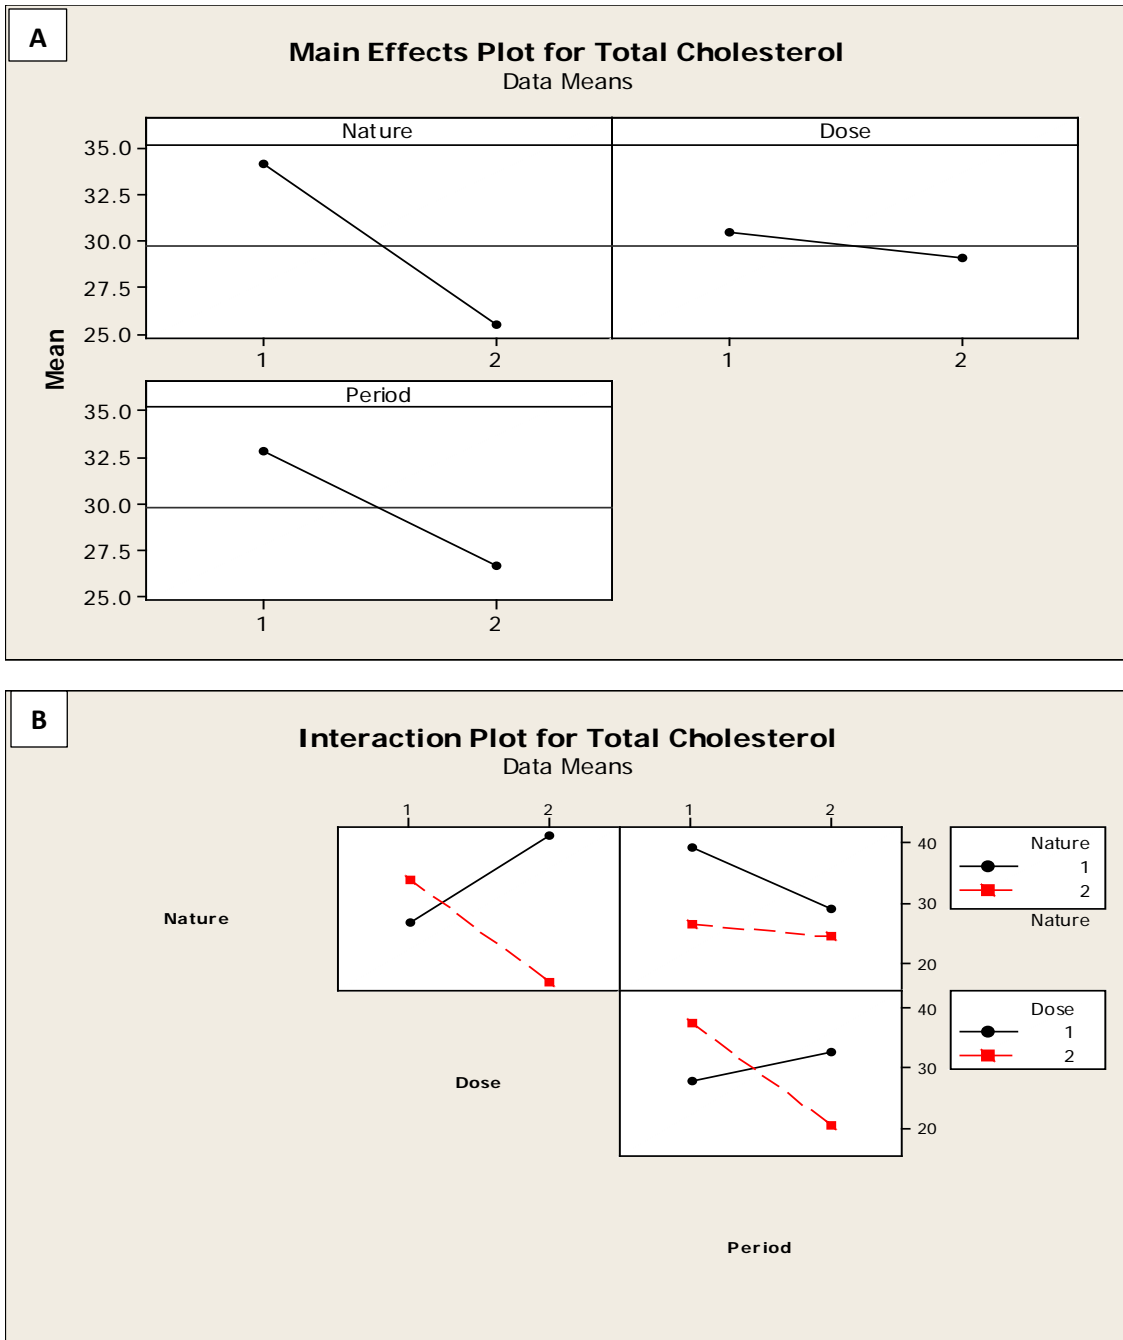 A
Main Effects Plot for Total Cholesterol
Data Means
Nature
Dose
35.0
32.5
30.0
27.5
25.0
1 2
1 2
Mean
Period
35.0
32.5
30.0
27.5
25.0
1 2
B
Interaction Plot for Total Cholesterol
Data Means
1 2
1 2
40
30
20
Nature
1
2
Nature
Nature
40
30
20
Dose
1
2
Dose
Period